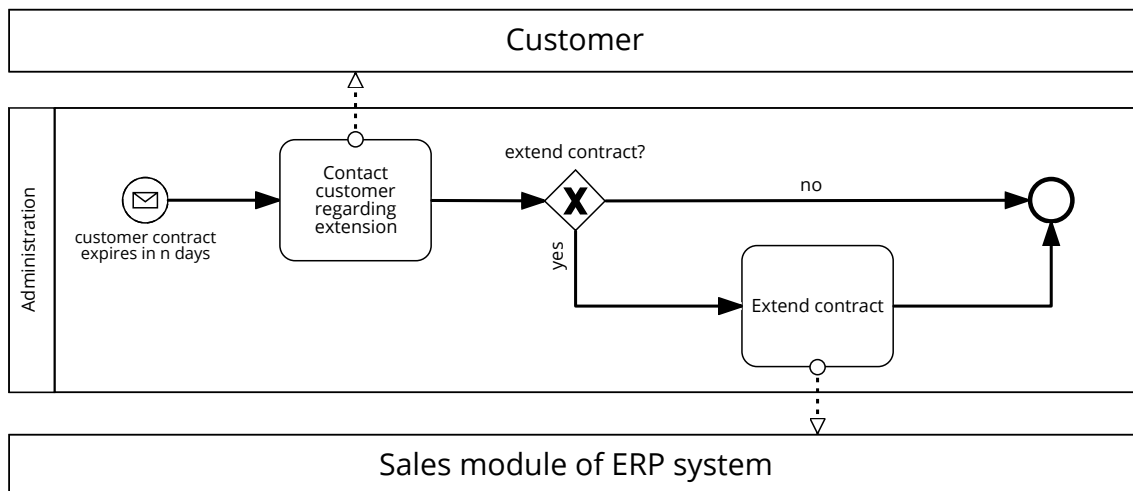 Customer
Administration
customer contract
expires in n days
Contact
customer
regarding
extension
extend contract?
no
yes
Extend contract
Sales module of ERP system